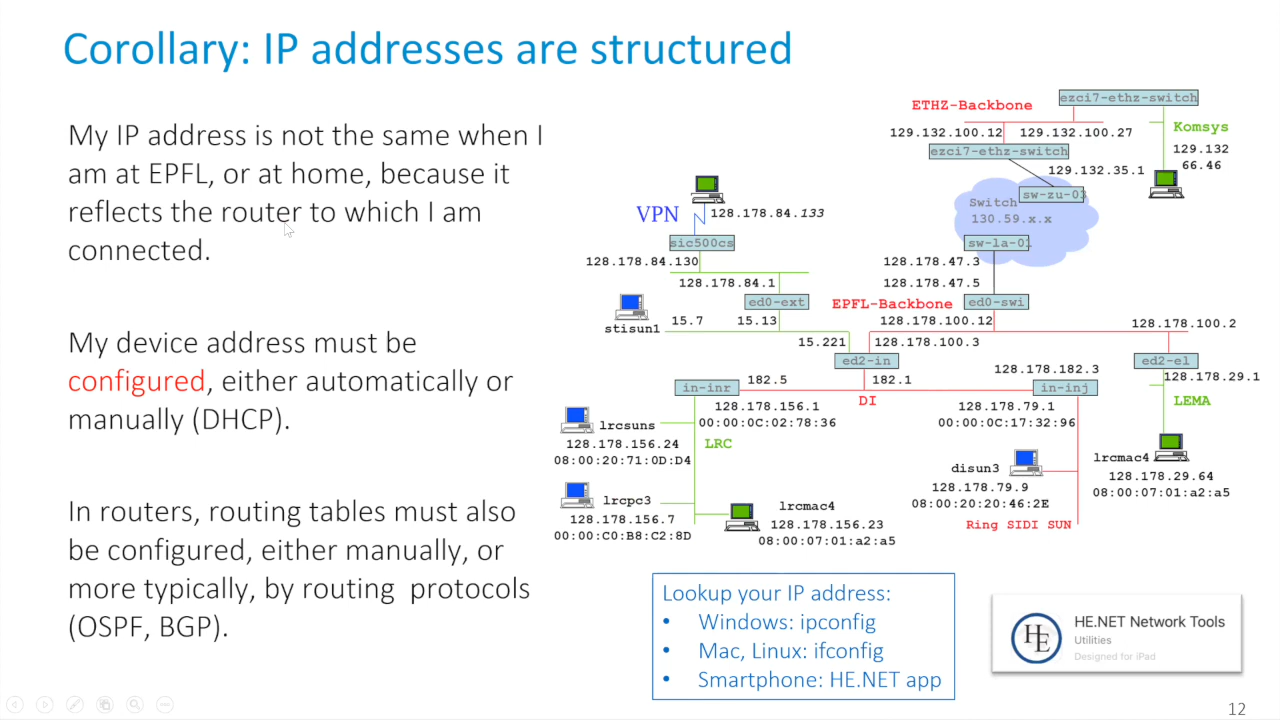 Corollary: IP addresses are structured
My IP address is not the same when I
am at EPFL, or at home, because it
reflects the router to which I am
connected.
My device address must be
configured, either automatically or
manually (DHCP).
In routers, routing tables must also
be configured, either manually, or
more typically, by routing protocols
(OSPF, BGP).
ETHZ-Backbone
ezci7-ethz-switch
129.132.100.12
129.132.100.27
Komsys
ezci7-ethz-switch
129.132
66.46
129.132.35.1
sw-zu-03
Switch
130.59.x.x
VPN
128.178.84.133
sic500cs
sw-la-01
128.178.84.130
128.178.47.3
128.178.84.1
128.178.47.5
ed0-ext
EPFL-Backbone
ed0-swi
stisun1
15.7
15.13
128.178.100.12
128.178.100.2
15.221
128.178.100.3
ed2-in
ed2-el
128.178.182.3
128.178.29.1
in-inr
182.5
182.1
in-inj
DI
LEMA
128.178.156.1
00:00:0C:02:78:36
128.178.79.1
00:00:0C:17:32:96
lrcsuns
128.178.156.24
08:00:20:71:0D:D4
LRC
disun3
128.178.79.9
08:00:20:20:46:2E
lrcmac4
128.178.29.64
08:00:07:01:a2:a5
lrcpc3
128.178.156.7
00:00:C0:B8:C2:8D
lrcmac4
128.178.156.23
08:00:07:01:a2:a5
Ring SIDI SUN
Lookup your IP address:
• Windows: ipconfig
• Mac, Linux: ifconfig
• Smartphone: HE.NET app
HE
HE.NET Network Tools
Utilities
Designed for iPad
12